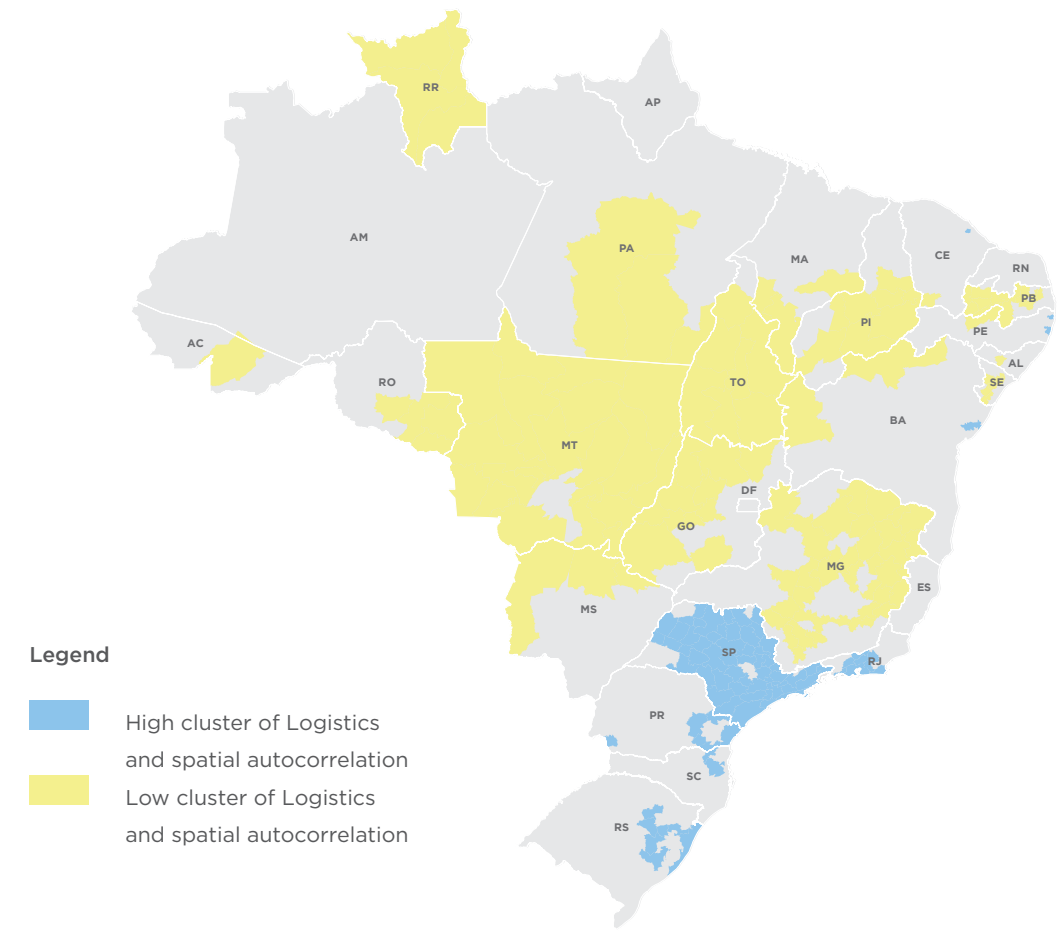 RR
AP
AM
PA
MA
CE
RN
PB
PI
PE
AC
AL
RO
TO
SE
BA
MT
DF
GO
MG
ES
MS
SP
RJ
PR
SC
RS
Legend
High cluster of Logistics
and spatial autocorrelation
Low cluster of Logistics
and spatial autocorrelation